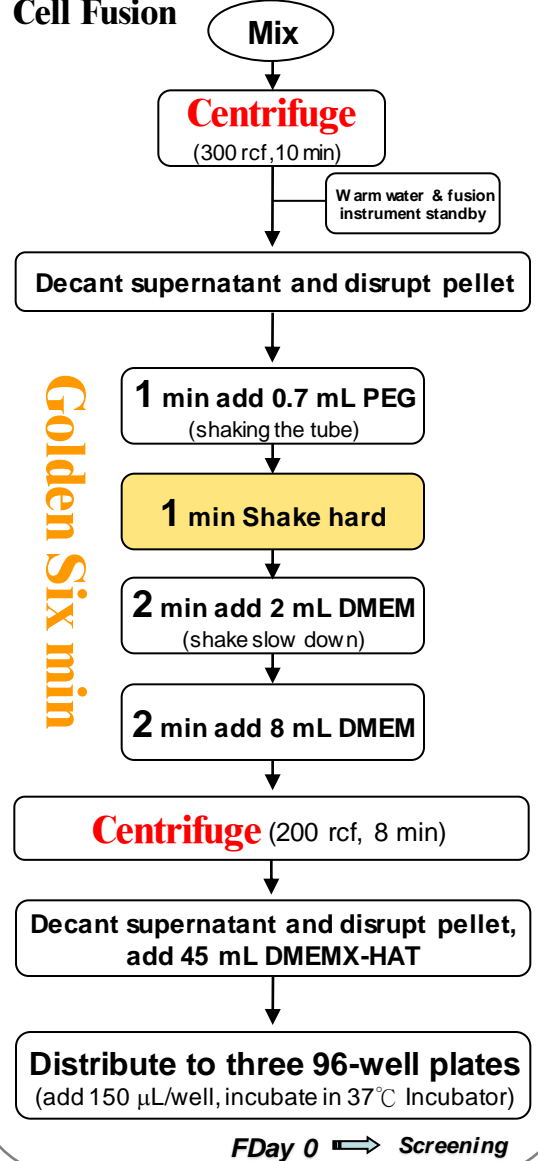 Cell Fusion
Mix
Centrifuge
(300 rcf,10 min)
Warm water & fusion
instrument standby
Decant supernatant and disrupt pellet
Golden Six min
1 min add 0.7 mL PEG
(shaking the tube)
1 min Shake hard
2 min add 2 mL DMEM
(shake slow down)
2 min add 8 mL DMEM
Centrifuge (200 rcf, 8 min)
Decant supernatant and disrupt pellet,
add 45 mL DMEMX-HAT
Distribute to three 96-well plates
(add 150 μL/well, incubate in 37℃ Incubator)
FDay 0 Screening